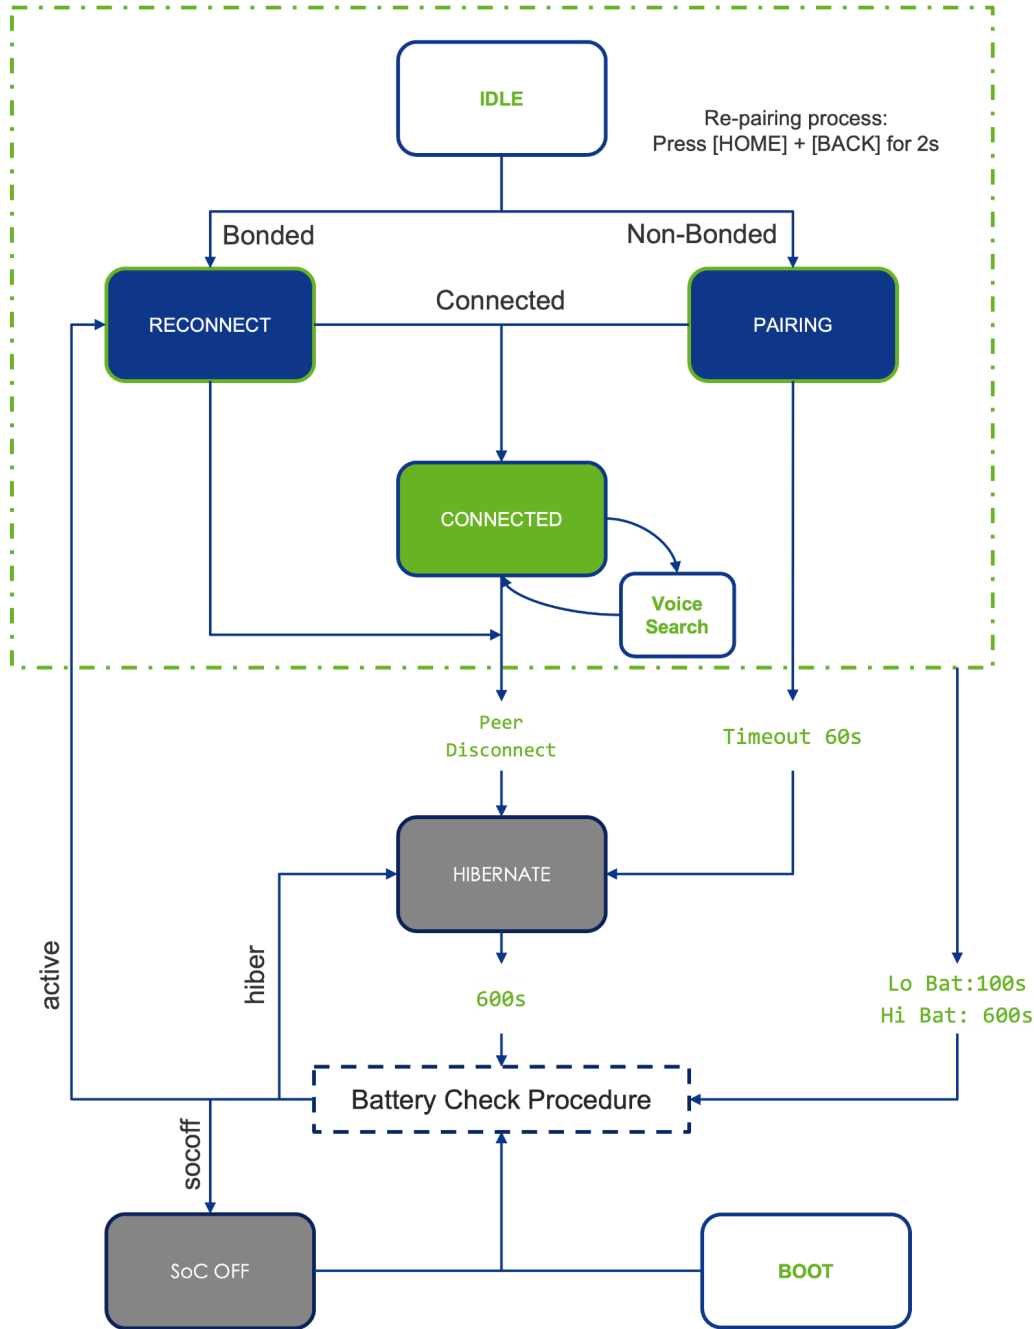 IDLE
Re-pairing process:
Press [HOME] + [BACK] for 2s
Bonded
Non-Bonded
RECONNECT
Connected
PAIRING
CONNECTED
Voice
Search
Peer
Disconnect
Timeout 60s
HIBERNATE
active
hiber
600s
Lo Bat:100s
Hi Bat: 600s
Battery Check Procedure
socoff
SoC OFF
BOOT